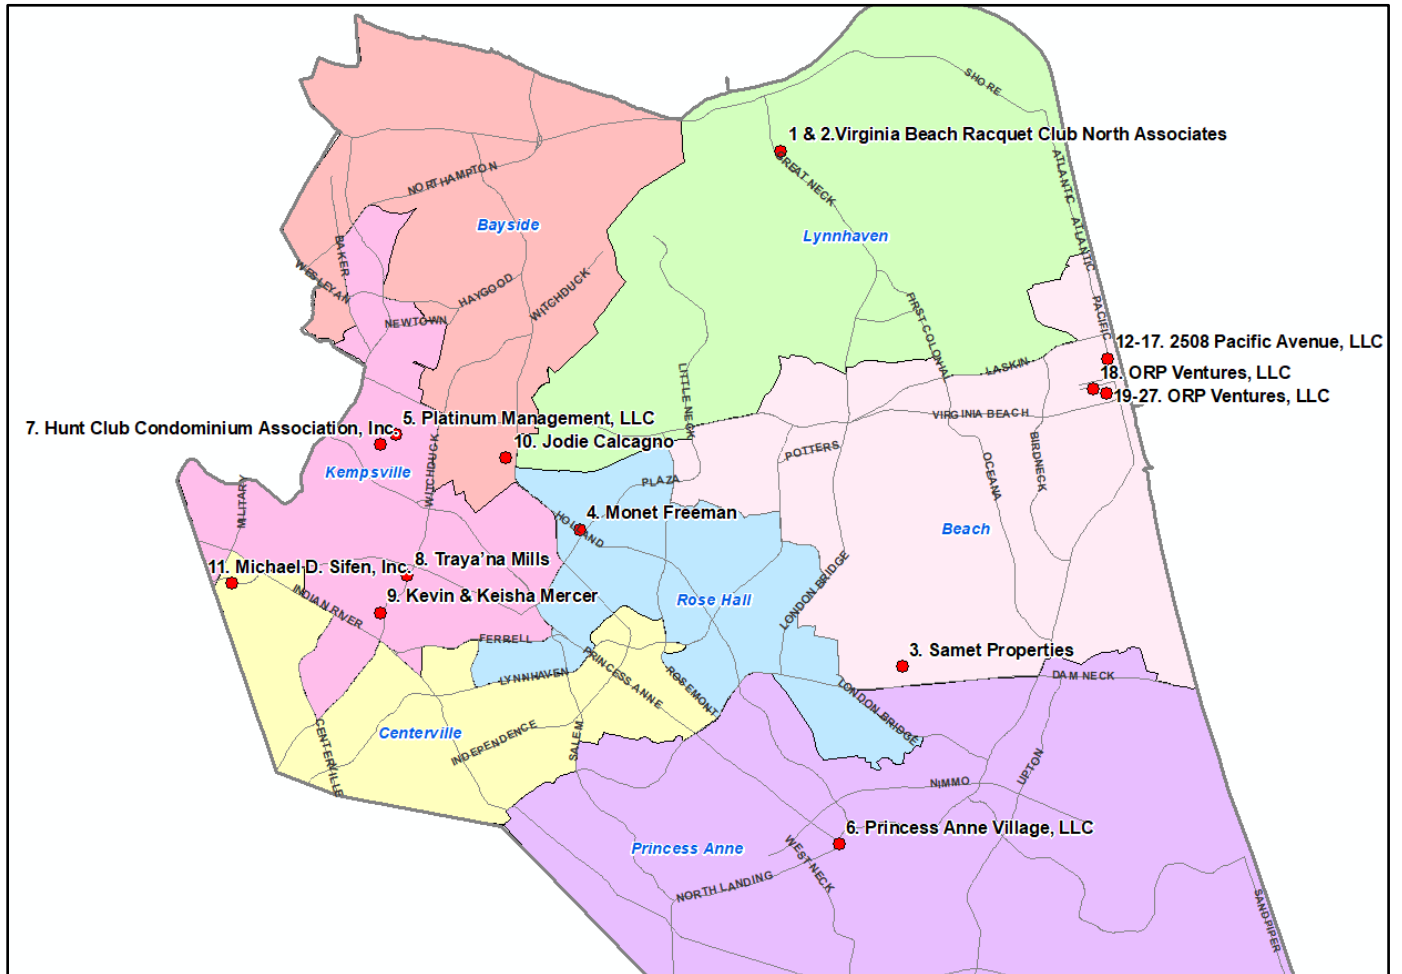 SHORE
1 & 2.Virginia Beach Racquet Club North Associates
GREAT NECK
ATLANTIC
NORTHAMPTON
Bayside
Lynnhaven
ATLANTIC
BAKER
WESLEYAN
HAYGOOD
WITCHDUCK
NEWTOWN
FIRST COLONIAL
PACIFIC
12-17. 2508 Pacific Avenue, LLC
LASKIN
18. ORP Ventures, LLC
19-27. ORP Ventures, LLC
LITTLE NECK
VIRGINIA BEACH
5. Platinum Management, LLC
7. Hunt Club Condominium Association, Inc.
10. Jodie Calcagno
POTTERS
BIRDNECK
OCEANA
Kempsville
WITCHDUCK
PLAZA
MILITARY
4. Monet Freeman
HOLLAND
Beach
8. Traya'na Mills
11. Michael D. Sifen, Inc.
9. Kevin & Keisha Mercer
INDIAN RIVER
Rose Hall
LONDON BRIDGE
FERRELL
3. Samet Properties
LYNNHAVEN
PRINCESS ANNE
ROSEMONT
DAM NECK
LONDON BRIDGE
Centerville
CENTERVILLE
INDEPENDENCE
SALEM
UPTON
NIMMO
6. Princess Anne Village, LLC
Princess Anne
WEST NECK
NORTH LANDING
SANDPIPER